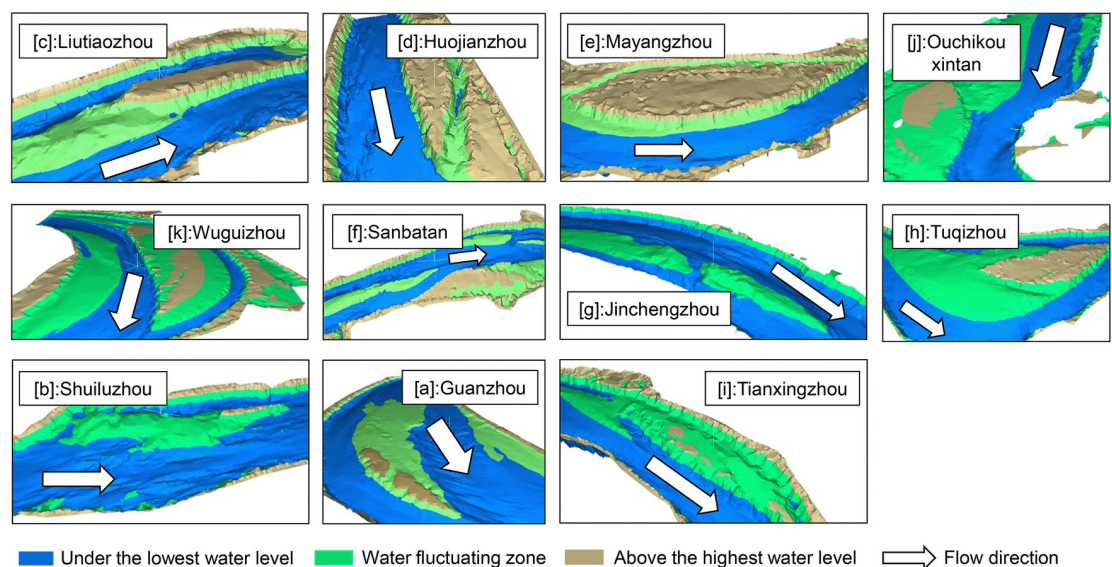 [c]:Liutiaozhou
[d]:Huojianzhou
[e]:Mayangzhou
[j]:Ouchikou
xintan
[k]:Wuguizhou
[f]:Sanbatan
[g]:Jinchengzhou
[h]:Tuqizhou
[b]:Shuiluzhou
[a]:Guanzhou
[i]:Tianxingzhou
Under the lowest water level
Water fluctuating zone
Above the highest water level
Flow direction